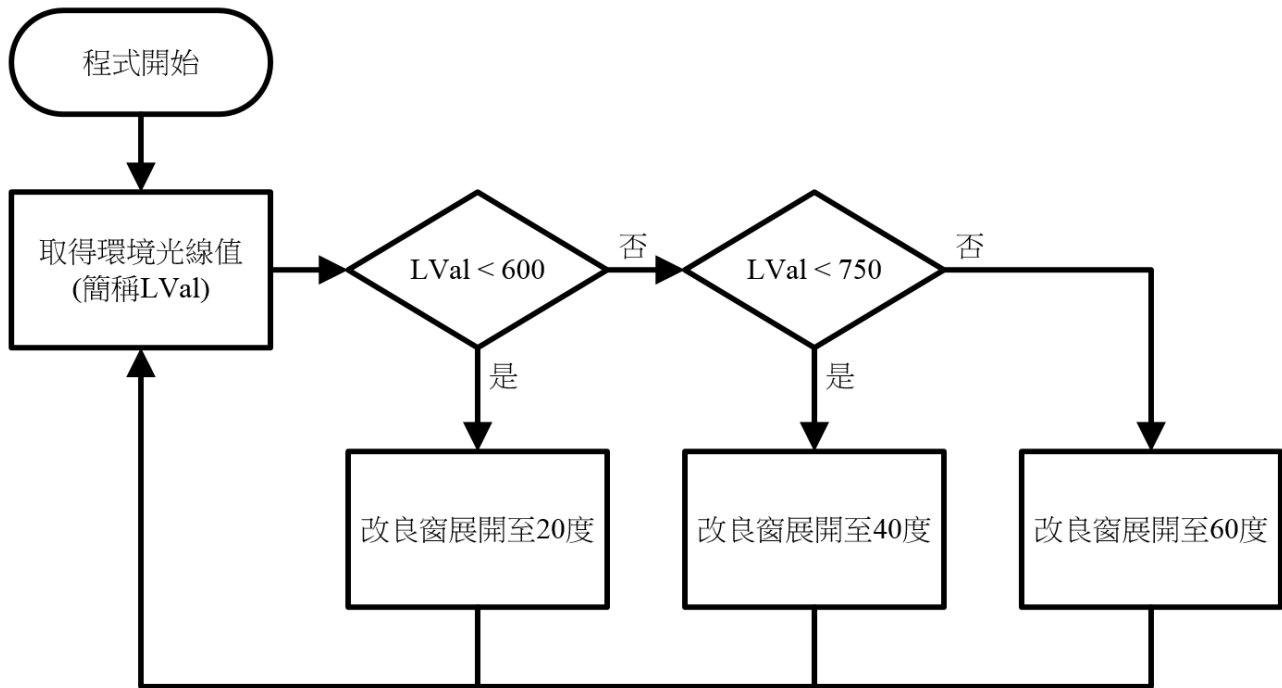 程式開始
取得環境光線值
(簡稱LVal)
LVal < 600
否
LVal < 750
否
是
是
改良窗展開至20度
改良窗展開至40度
改良窗展開至60度